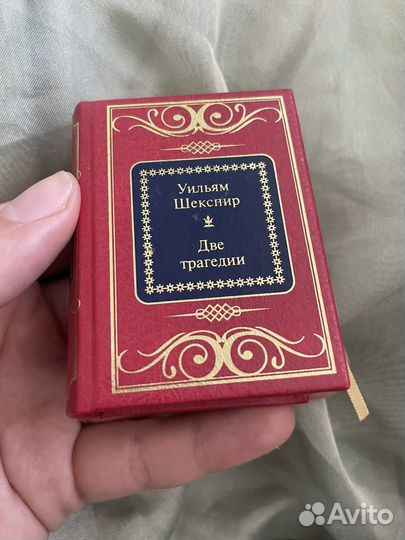 Уильям
Шекспир
Две
трагедии
Avito